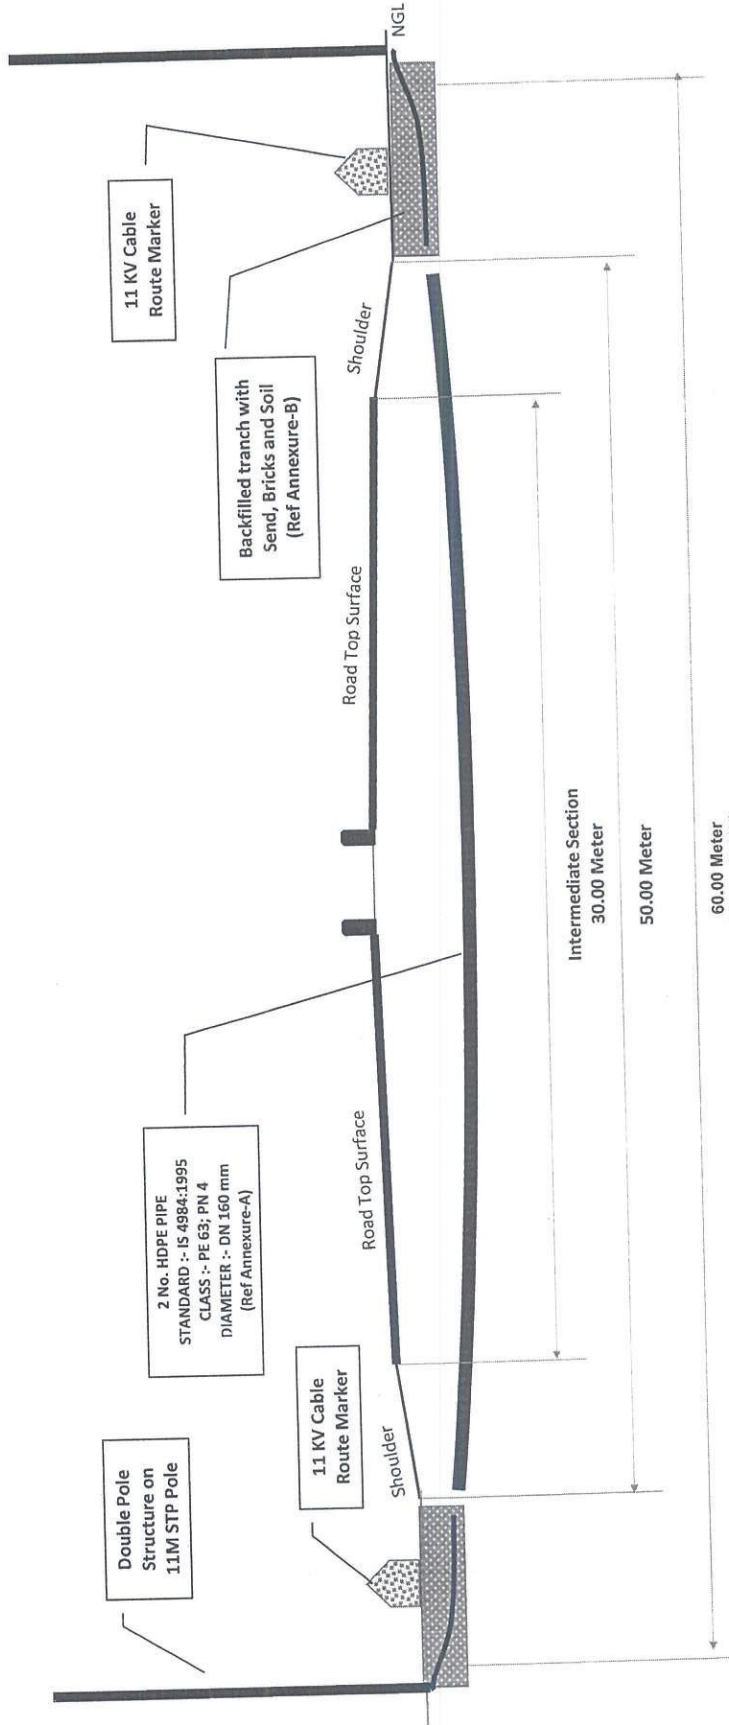 Double Pole
Structure on
11M STP Pole
2 No. HDPE PIPE
STANDARD :- IS 4984:1995
CLASS :- PE 63; PN 4
DIAMETER :- DN 160 mm
(Ref Annexure-A)
11 KV Cable
Route Marker
Backfilled tranch with
Send, Bricks and Soil
(Ref Annexure-B)
11 KV Cable
Route Marker
Shoulder
Road Top Surface
Road Top Surface
Shoulder
NGL
Intermediate Section
30.00 Meter
50.00 Meter
60.00 Meter